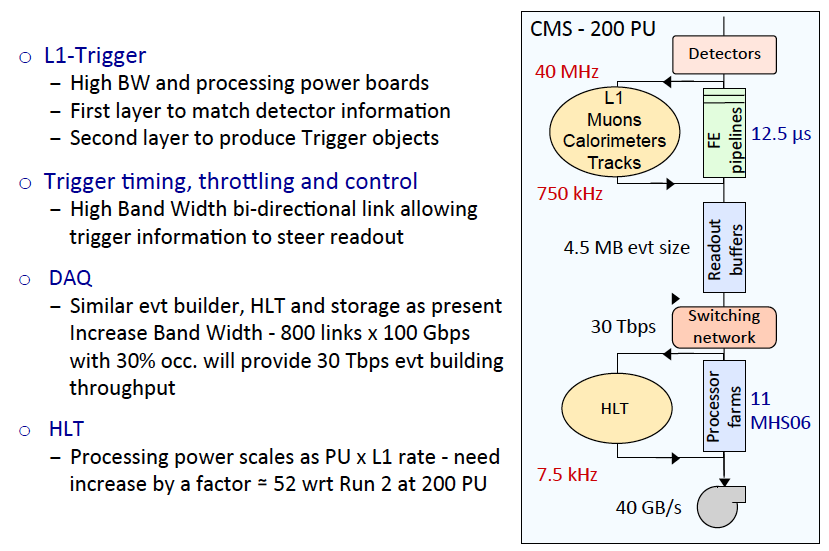 L1-Trigger
– High BW and processing power boards
– First layer to match detector information
– Second layer to produce Trigger objects
Trigger timing, throttling and control
– High Band Width bi-directional link allowing
trigger information to steer readout
DAQ
– Similar evt builder, HLT and storage as present
Increase Band Width - 800 links x 100 Gbps
with 30% occ. will provide 30 Tbps evt building
throughput
HLT
– Processing power scales as PU x L1 rate - need
increase by a factor ≃ 52 wrt Run 2 at 200 PU
CMS - 200 PU
Detectors
40 MHz
L1
Muons
Calorimeters
Tracks
FE
pipelines
12.5 μs
750 kHz
4.5 MB evt size
Readout
buffers
30 Tbps
Switching
network
HLT
Processor
farms
11
MHS06
7.5 kHz
40 GB/s